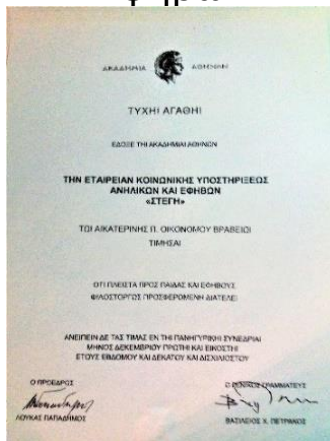 ΑΚΑΔΗΜΙΑ ΑΘΗΝΩΝ
ΤΥΧΗΙ ΑΓΑΘΗΙ
ΕΔΟΞΕ ΤΗΙ ΑΚΑΔΗΜΙΑΙ ΑΘΗΝΩΝ
ΤΗΝ ΕΤΑΙΡΕΙΑΝ ΚΟΙΝΩΝΙΚΗΣ ΥΠΟΣΤΗΡΙΞΕΩΣ
ΑΝΗΛΙΚΩΝ ΚΑΙ ΕΦΗΒΩΝ
«ΣΤΕΓΗ»
ΤΩΙ ΑΙΚΑΤΕΡΙΝΗΣ Π. ΟΙΚΟΝΟΜΟΥ ΒΡΑΒΕΙΩΙ
ΤΙΜΗΣΑΙ
ΟΤΙ ΠΛΕΙΣΤΑ ΠΡΟΣ ΠΑΙΔΑΣ ΚΑΙ ΕΦΗΒΟΥΣ
ΦΙΛΟΣΤΟΡΓΩΣ ΠΡΟΣΦΕΡΟΜΕΝΗ ΔΙΑΤΕΛΕΙ
ΑΝΕΙΠΕΙΝ ΔΕ ΤΑΣ ΤΙΜΑΣ ΕΝ ΤΗΙ ΠΑΝΗΓΥΡΙΚΗΙ ΣΥΝΕΔΡΙΑΙ
ΜΗΝΟΣ ΔΕΚΕΜΒΡΙΟΥ ΠΡΩΤΗΙ ΚΑΙ ΕΙΚΟΣΤΗΙ
ΕΤΟΥΣ ΕΒΔΟΜΟΥ ΚΑΙ ΔΕΚΑΤΟΥ ΚΑΙ ΔΙΣΧΙΛΙΟΣΤΟΥ
Ο ΠΡΟΕΔΡΟΣ
Ο ΓΕΝΙΚΟΣ ΓΡΑΜΜΑΤΕΥΣ
ΛΟΥΚΑΣ ΠΑΠΑΔΗΜΟΣ
ΒΑΣΙΛΕΙΟΣ Χ. ΠΕΤΡΑΚΟΣ